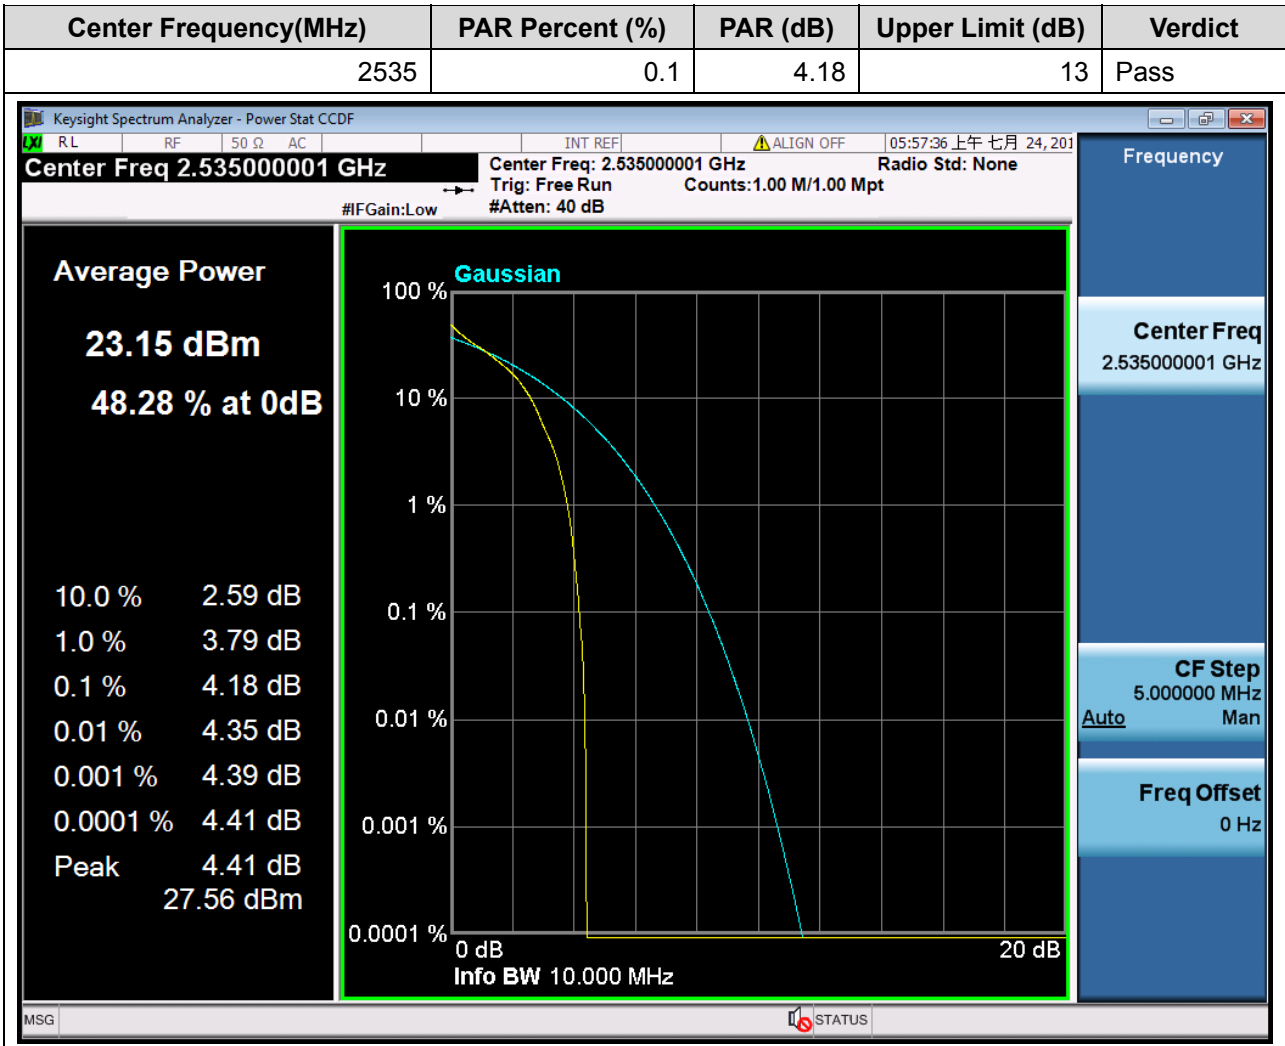 Center Frequency(MHz) PAR Percent (%) PAR (dB) Upper Limit (dB) Verdict
2535 0.1 4.18 13 Pass
Keysight Spectrum Analyzer - Power Stat CCDF
LXI RL RF 50 Ω AC INT REF ALIGN OFF 05:57:36 上午 七月 24, 201
Center Freq 2.535000001 GHz
Center Freq: 2.535000001 GHz Radio Std: None
Trig: Free Run Counts:1.00 M/1.00 Mpt
#IFGain:Low #Atten: 40 dB
Average Power
23.15 dBm
48.28 % at 0dB
10.0 % 2.59 dB
1.0 % 3.79 dB
0.1 % 4.18 dB
0.01 % 4.35 dB
0.001 % 4.39 dB
0.0001 % 4.41 dB
Peak 4.41 dB
27.56 dBm
Gaussian
100 %
10 %
1 %
0.1 %
0.01 %
0.001 %
0.0001 %
0 dB 20 dB
Info BW 10.000 MHz
Frequency
Center Freq
2.535000001 GHz
CF Step
5.000000 MHz
Auto Man
Freq Offset
0 Hz
MSG STATUS